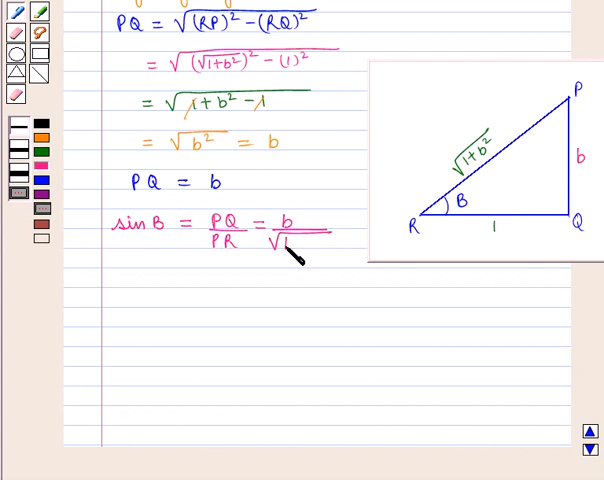 PQ = √((RP)² − (RQ)²)
= √((√(1+b²))² − (1)²)
= √(1 + b² − 1)
= √(b²) = b
PQ = b
sin B = PQ/PR = b/√1
P
√(1+b²)
b
B
R
1
Q